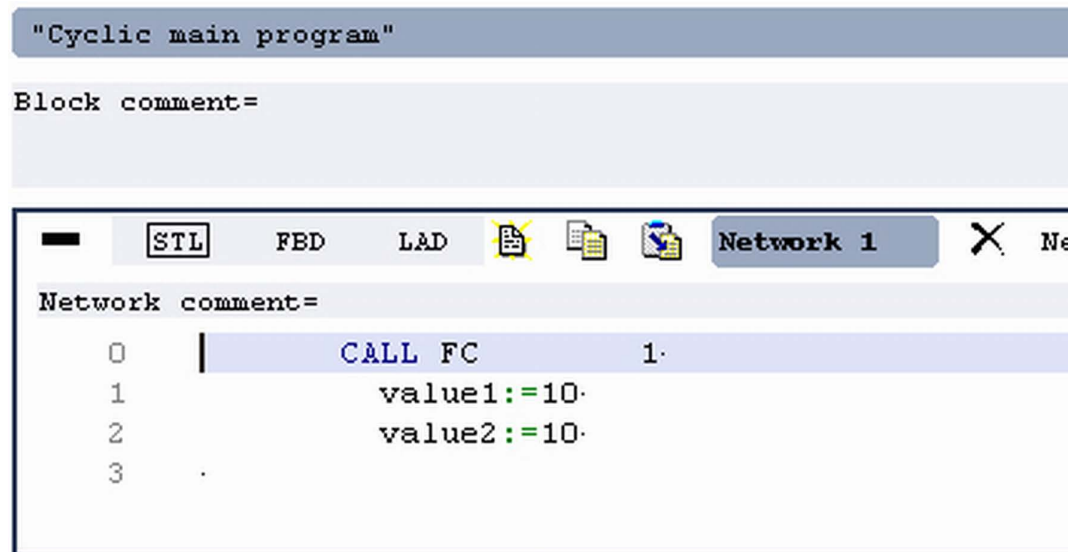 "Cyclic main program"
Block comment=
STL FBD LAD Network 1 Ne
Network comment=
0 CALL FC 1
1 value1:=10
2 value2:=10
3